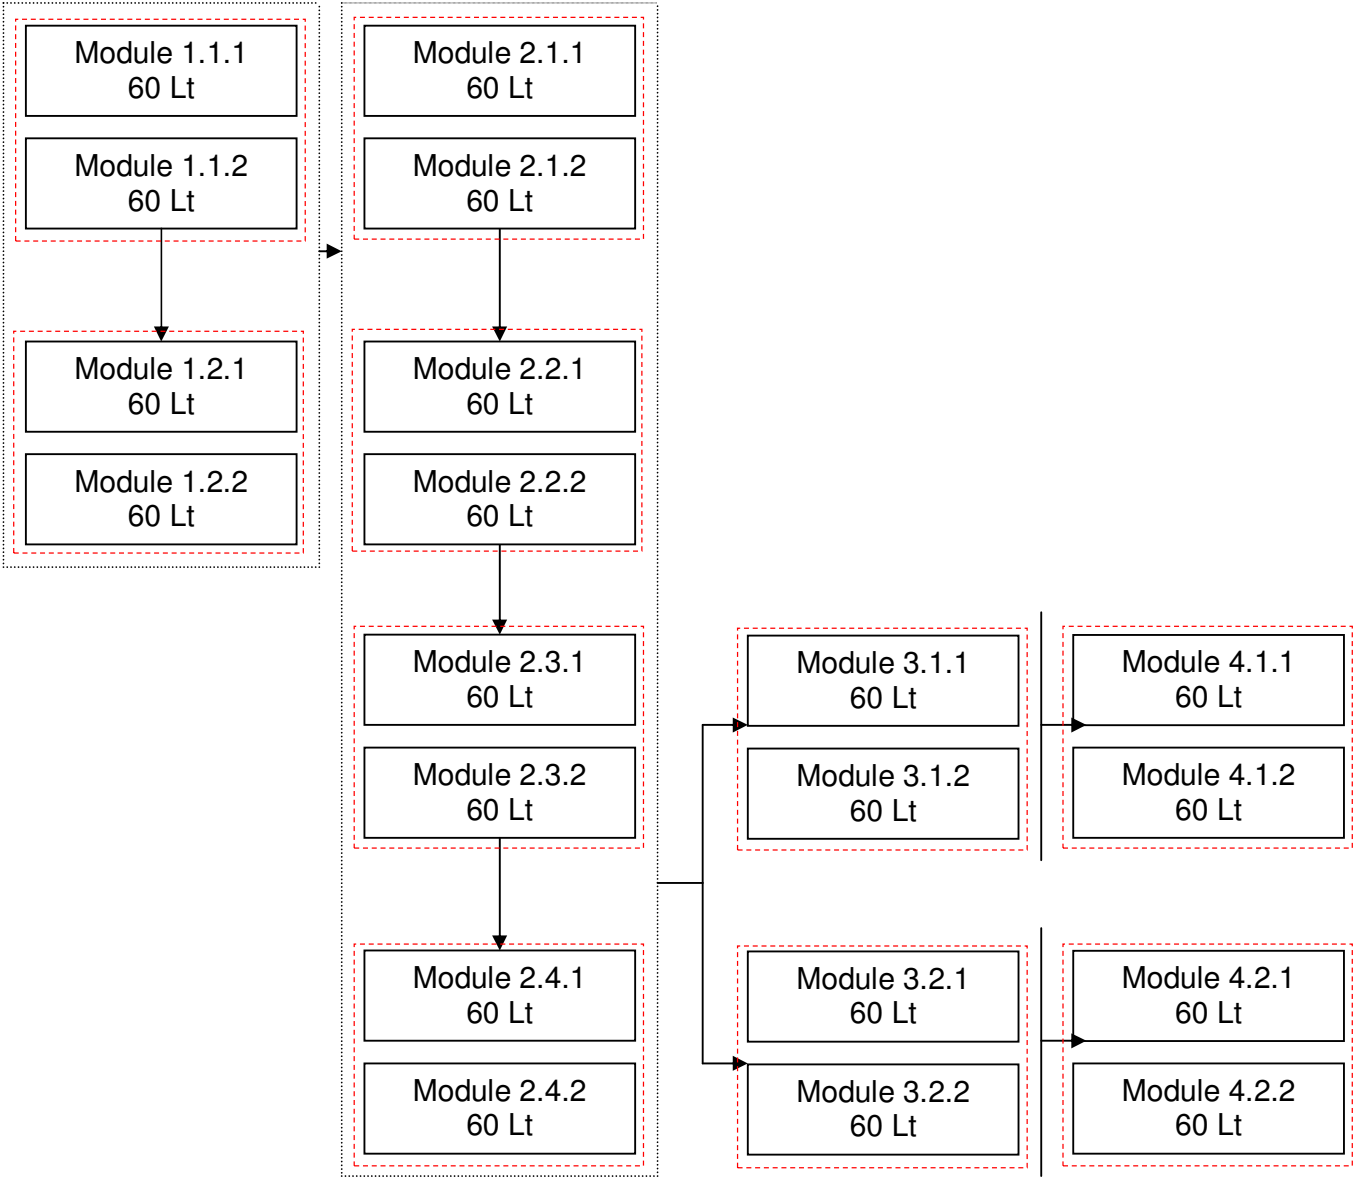 Module 1.1.1
60 Lt
Module 1.1.2
60 Lt
Module 1.2.1
60 Lt
Module 1.2.2
60 Lt
Module 2.1.1
60 Lt
Module 2.1.2
60 Lt
Module 2.2.1
60 Lt
Module 2.2.2
60 Lt
Module 2.3.1
60 Lt
Module 2.3.2
60 Lt
Module 2.4.1
60 Lt
Module 2.4.2
60 Lt
Module 3.1.1
60 Lt
Module 3.1.2
60 Lt
Module 3.2.1
60 Lt
Module 3.2.2
60 Lt
Module 4.1.1
60 Lt
Module 4.1.2
60 Lt
Module 4.2.1
60 Lt
Module 4.2.2
60 Lt